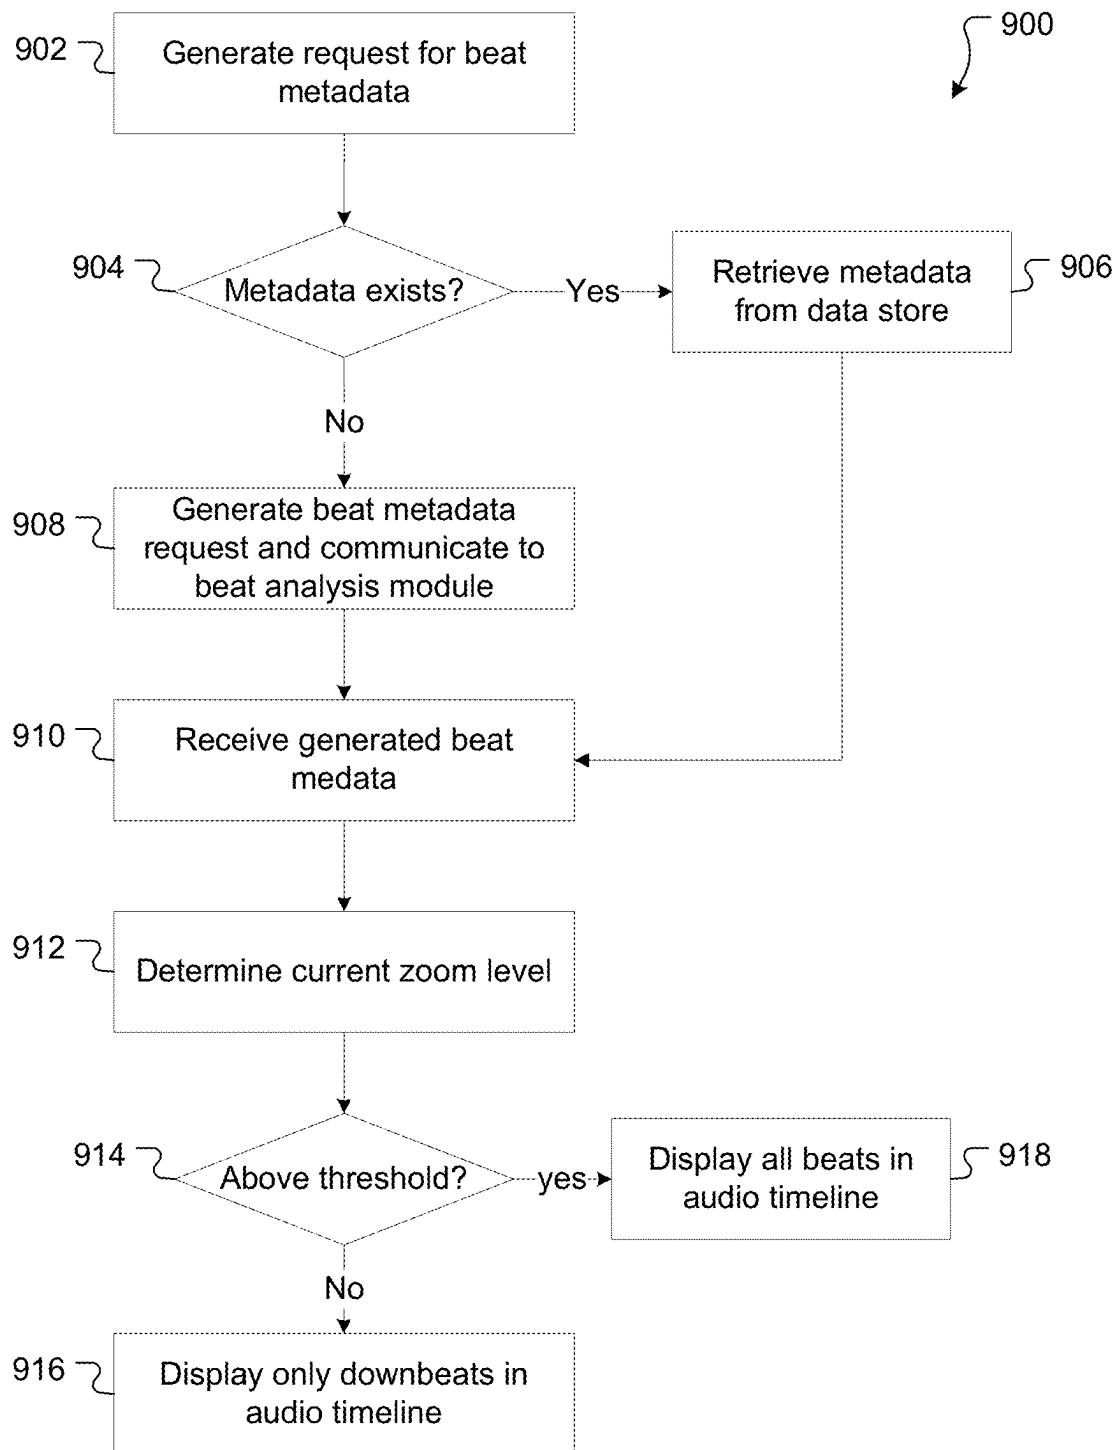 900
902
Generate request for beat
metadata
904
Metadata exists?
Yes
Retrieve metadata
from data store
906
No
908
Generate beat metadata
request and communicate to
beat analysis module
910
Receive generated beat
medata
912
Determine current zoom level
914
Above threshold?
yes
Display all beats in
audio timeline
918
No
916
Display only downbeats in
audio timeline